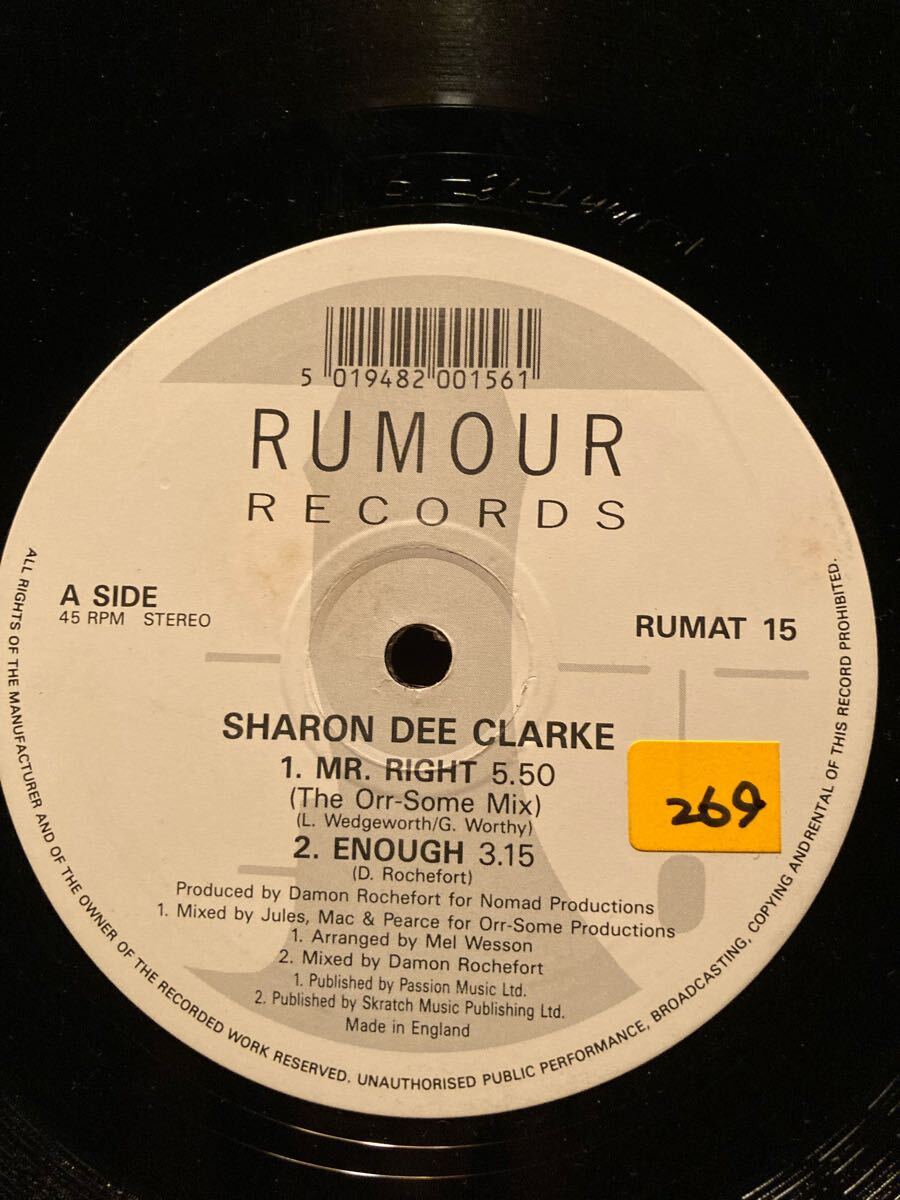 5 019482 001561
RUMOUR
RECORDS
A SIDE
45 RPM STEREO
RUMAT 15
SHARON DEE CLARKE
1. MR. RIGHT 5.50
(The Orr-Some Mix)
(L. Wedgeworth/G. Worthy)
2. ENOUGH 3.15
(D. Rochefort)
269
Produced by Damon Rochefort for Nomad Productions
1. Mixed by Jules, Mac & Pearce for Orr-Some Productions
1. Arranged by Mel Wesson
2. Mixed by Damon Rochefort
1. Published by Passion Music Ltd.
2. Published by Skratch Music Publishing Ltd.
Made in England
ALL RIGHTS OF THE MANUFACTURER AND OF THE OWNER OF THE RECORDED WORK RESERVED. UNAUTHORISED PUBLIC PERFORMANCE, BROADCASTING, COPYING ANDRENTAL OF THIS RECORD PROHIBITED.